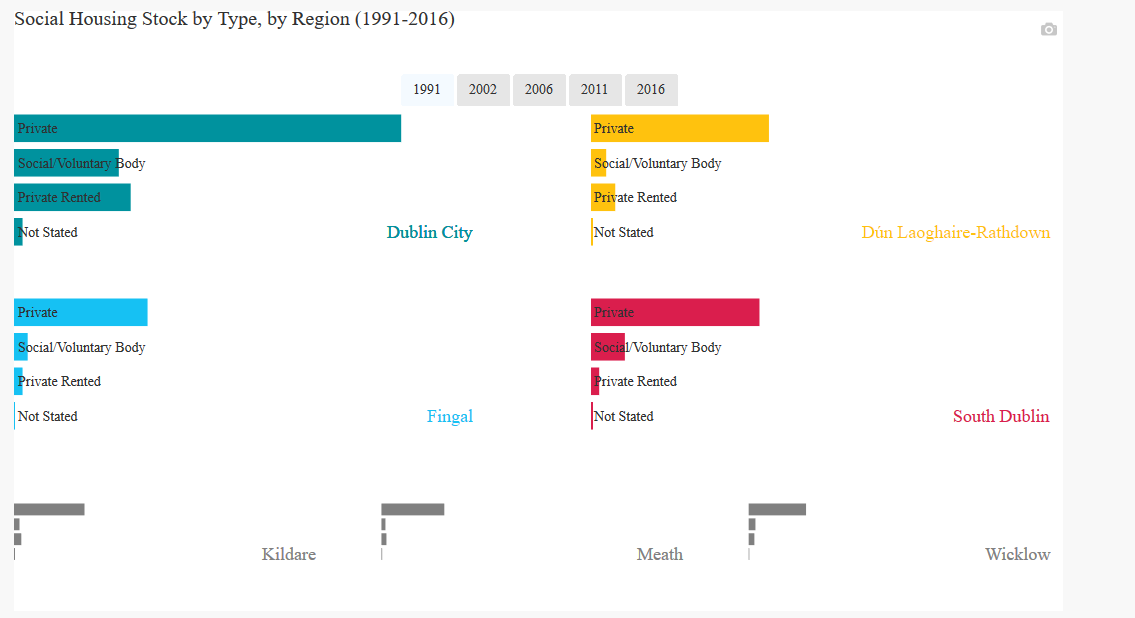 Social Housing Stock by Type, by Region (1991-2016)
1991 2002 2006 2011 2016
Private
Social/Voluntary Body
Private Rented
Not Stated
Dublin City
Private
Social/Voluntary Body
Private Rented
Not Stated
Dún Laoghaire-Rathdown
Private
Social/Voluntary Body
Private Rented
Not Stated
Fingal
Private
Social/Voluntary Body
Private Rented
Not Stated
South Dublin
Kildare
Meath
Wicklow